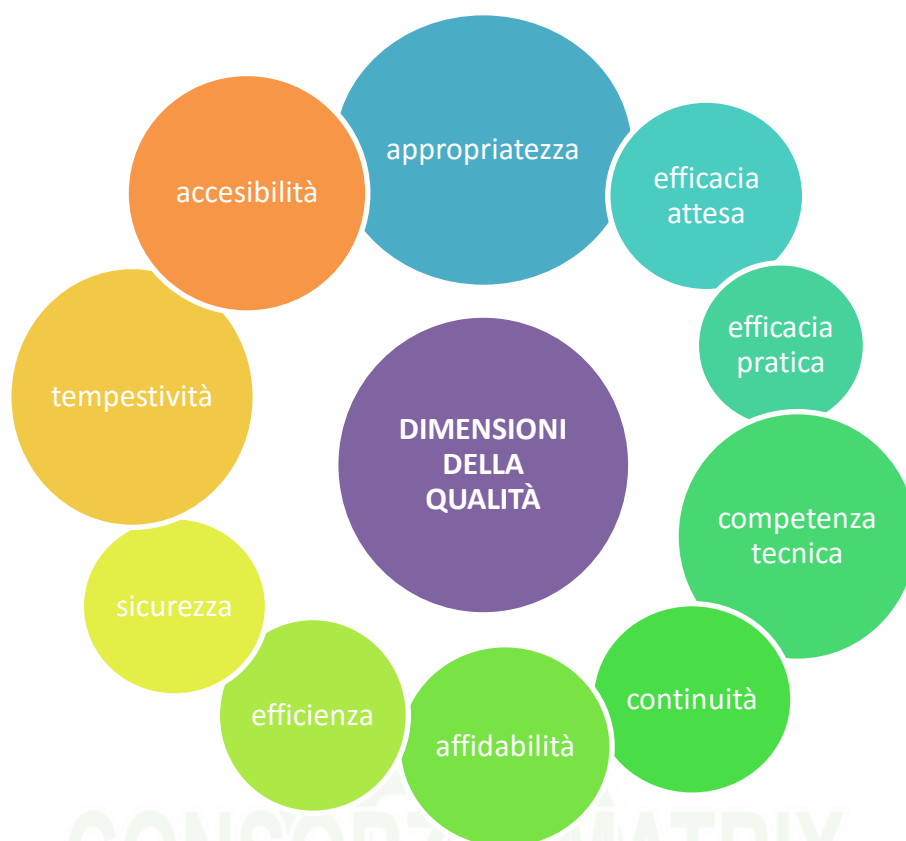 appropriatezza
efficacia
attesa
efficacia
pratica
competenza
tecnica
continuità
affidabilità
efficienza
sicurezza
tempestività
accesibilità
DIMENSIONI
DELLA
QUALITÀ